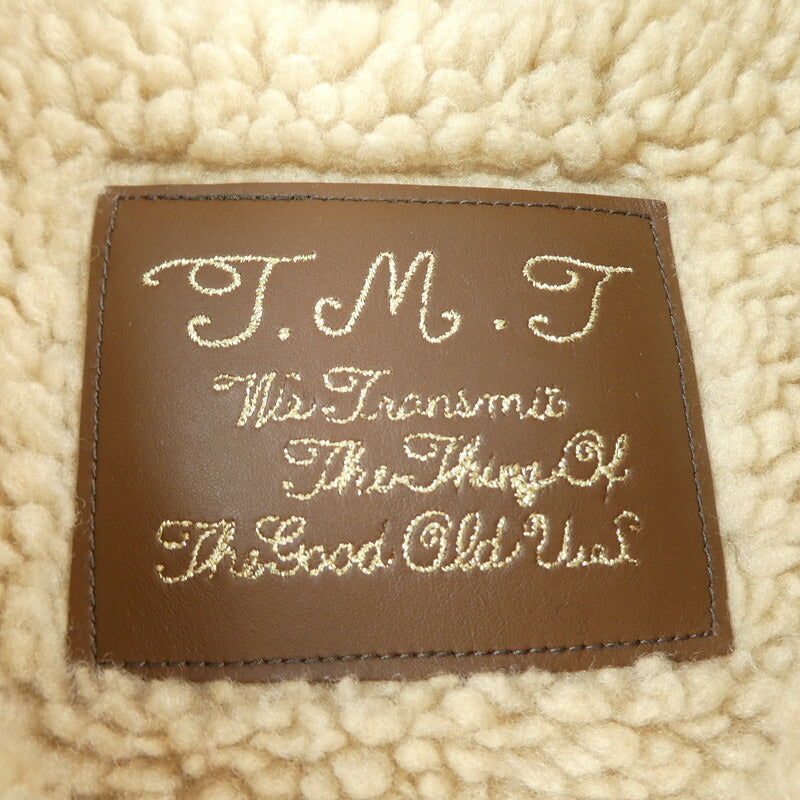 T.M.T
We Transmit
The Thing Of
The Good Old